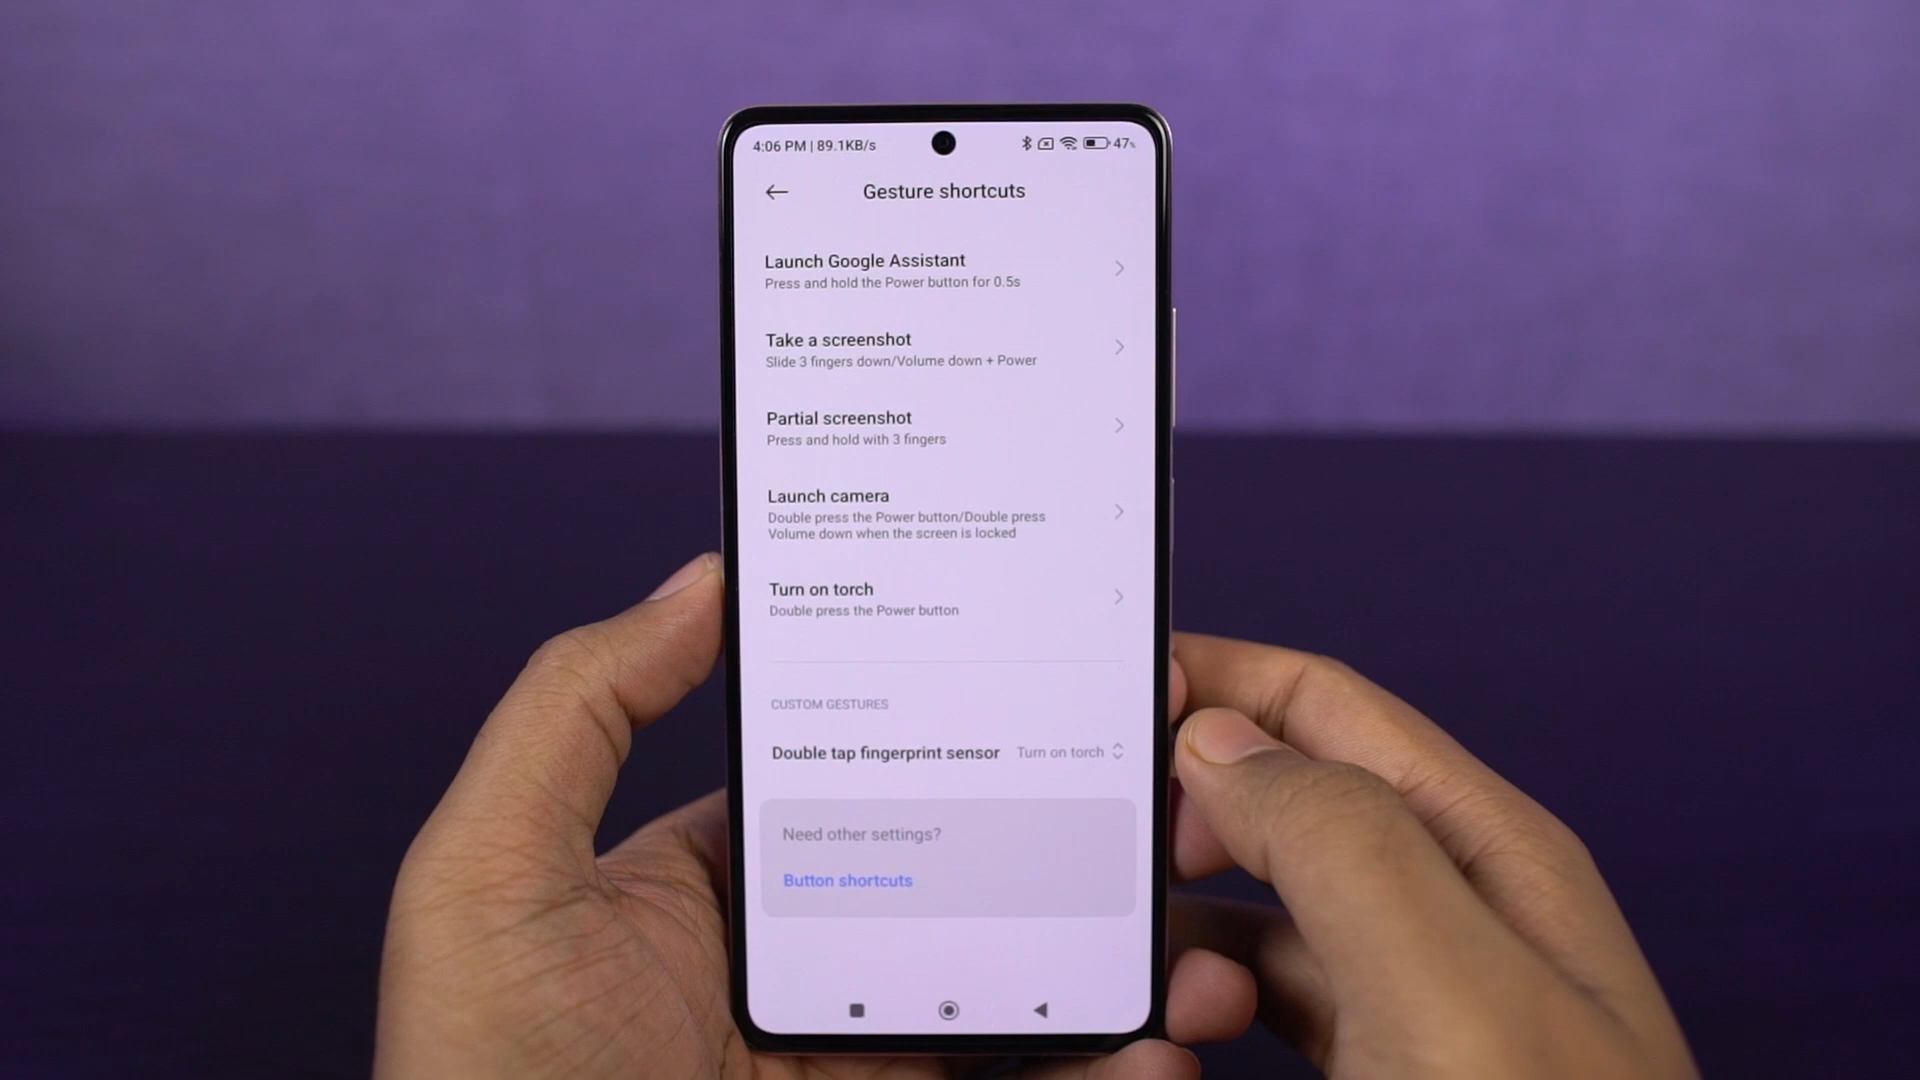 4:06 PM | 89.1KB/s 47%
Gesture shortcuts
Launch Google Assistant
Press and hold the Power button for 0.5s
Take a screenshot
Slide 3 fingers down/Volume down + Power
Partial screenshot
Press and hold with 3 fingers
Launch camera
Double press the Power button/Double press
Volume down when the screen is locked
Turn on torch
Double press the Power button
CUSTOM GESTURES
Double tap fingerprint sensor Turn on torch
Need other settings?
Button shortcuts